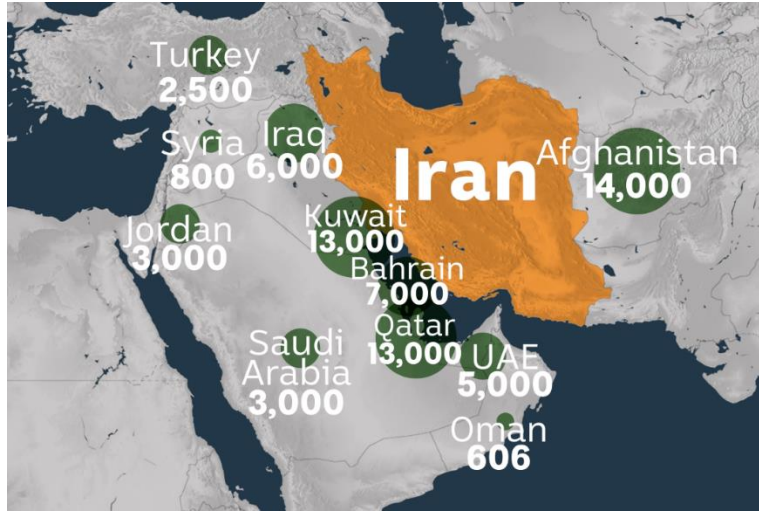 Turkey
2,500
Syria
800
Iraq
6,000
Iran
Afghanistan
14,000
Jordan
3,000
Kuwait
13,000
Bahrain
7,000
Qatar
13,000
Saudi
Arabia
3,000
UAE
5,000
Oman
606